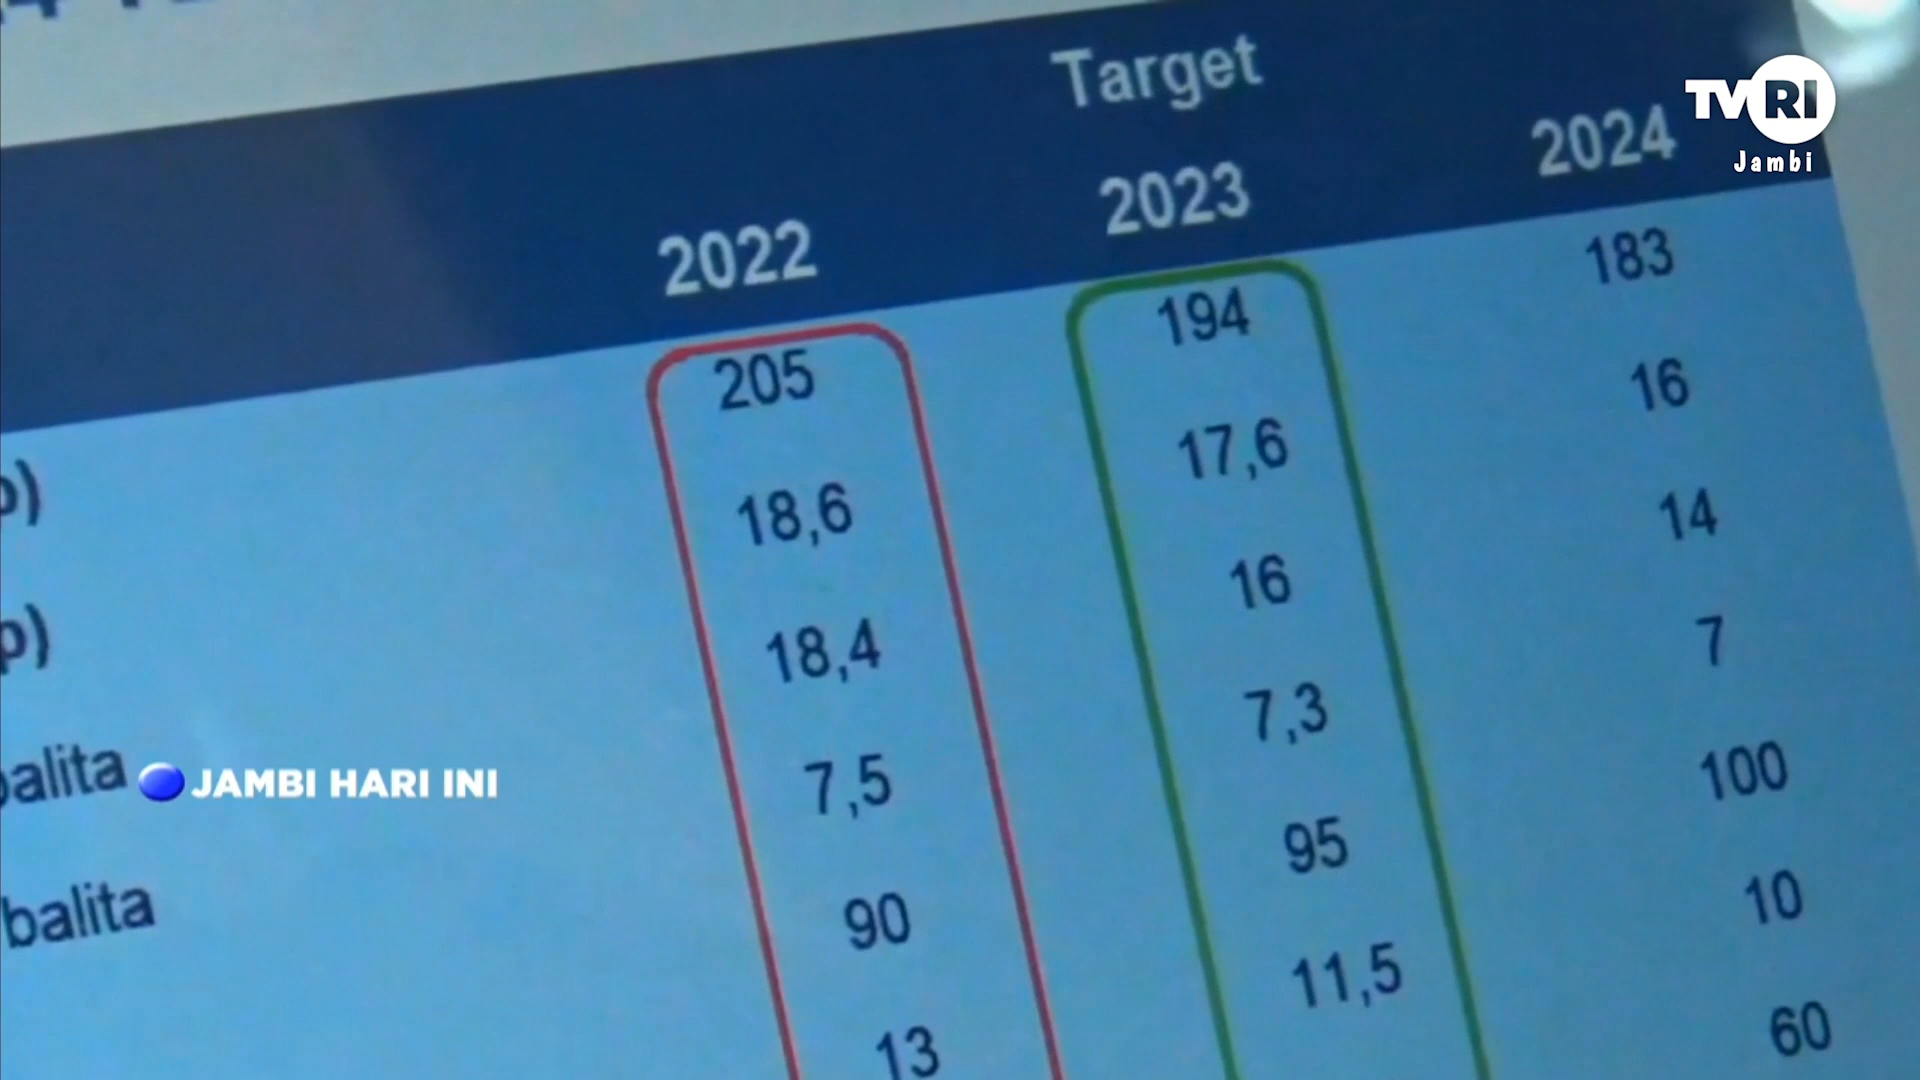 Target
2022 2023 2024
205 194 183
p) 18,6 17,6 16
p) 18,4 16 14
balita 7,5 7,3 7
balita 90 95 100
13 11,5 10
60
TVRI
Jambi
JAMBI HARI INI